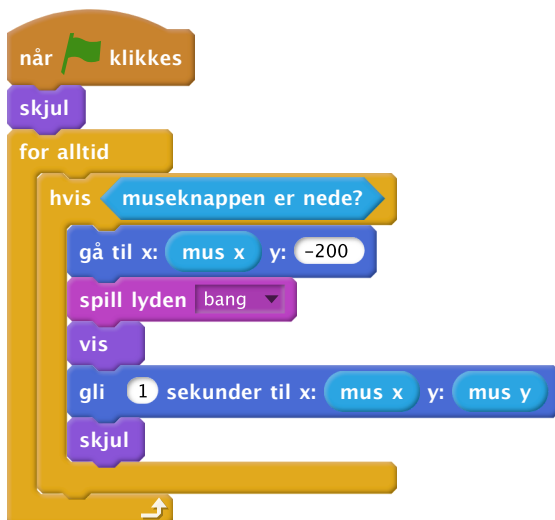 når klikkes
skjul
for alltid
hvis museknappen er nede?
gå til x: mus x y: -200
spill lyden bang
vis
gli 1 sekunder til x: mus x y: mus y
skjul